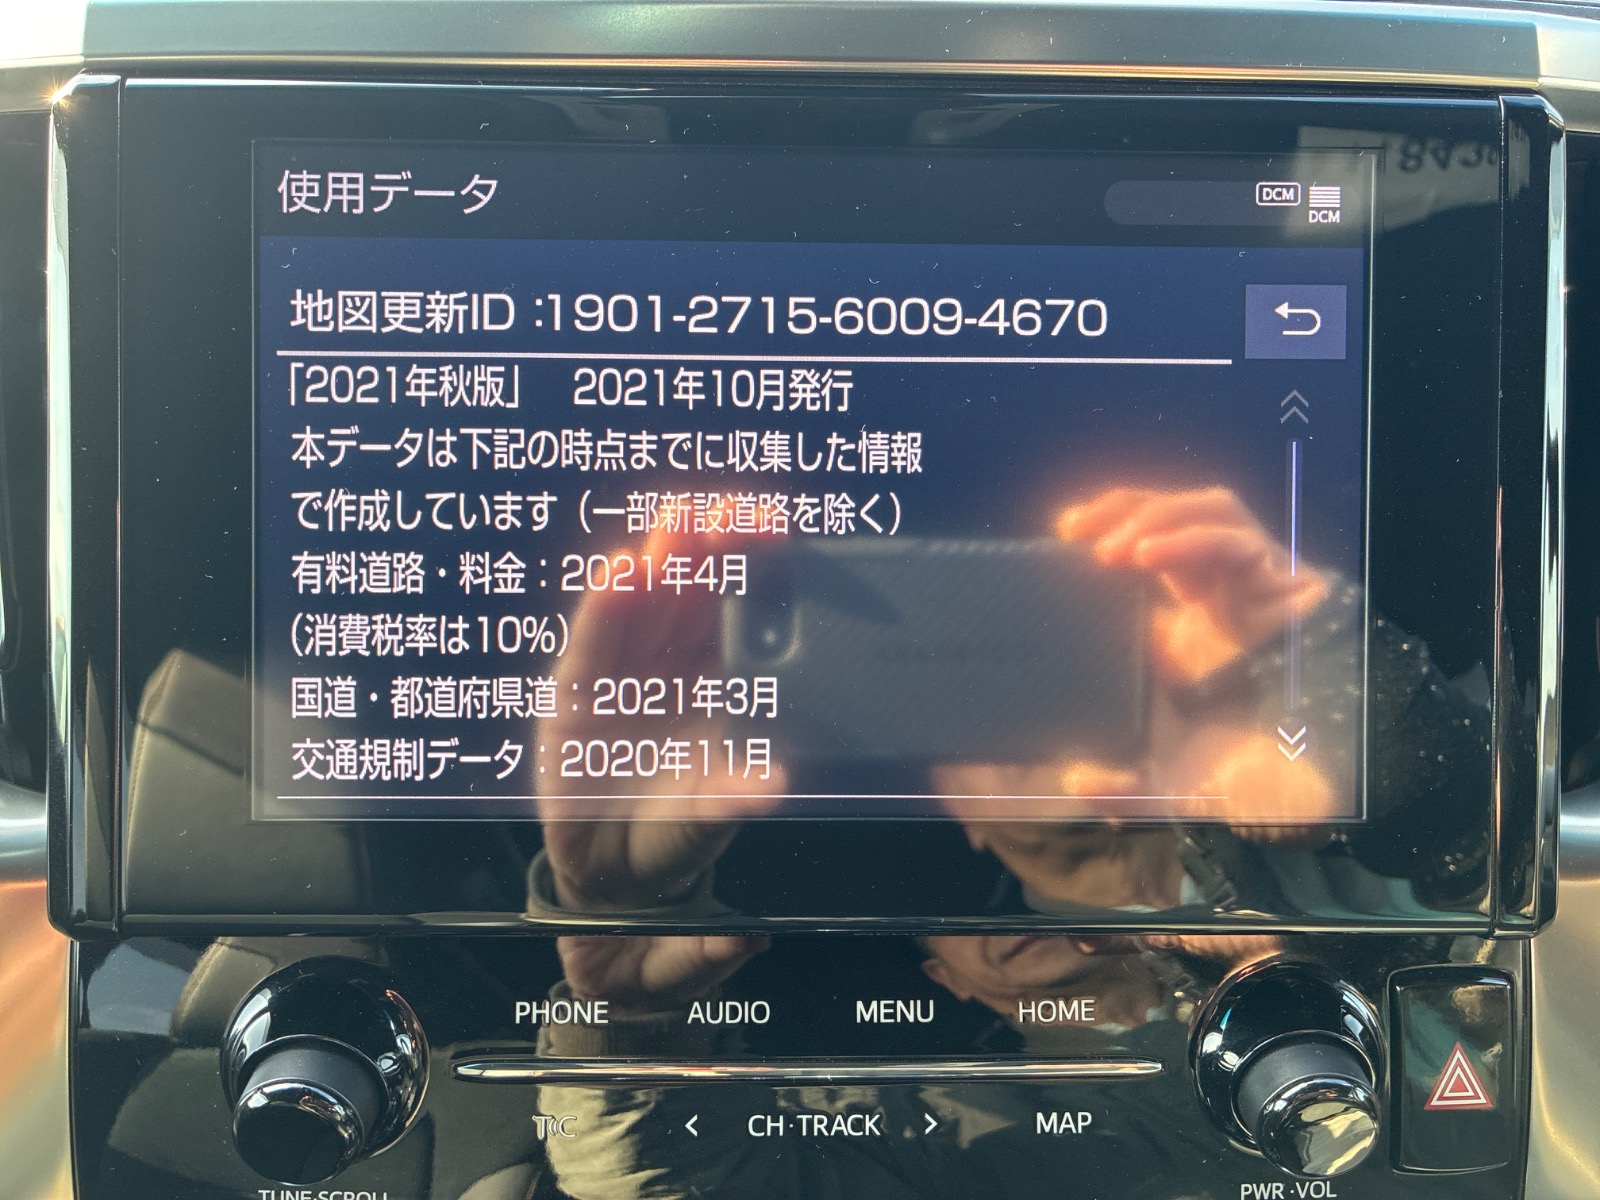 使用データ
DCM
DCM
地図更新ID :1901-2715-6009-4670
「2021年秋版」　2021年10月発行
本データは下記の時点までに収集した情報
で作成しています（一部新設道路を除く）
有料道路・料金：2021年4月
（消費税率は10%）
国道・都道府県道：2021年3月
交通規制データ：2020年11月
PHONE AUDIO MENU HOME
T C < CH·TRACK > MAP
TUNE·SCROLL PWR·VOL